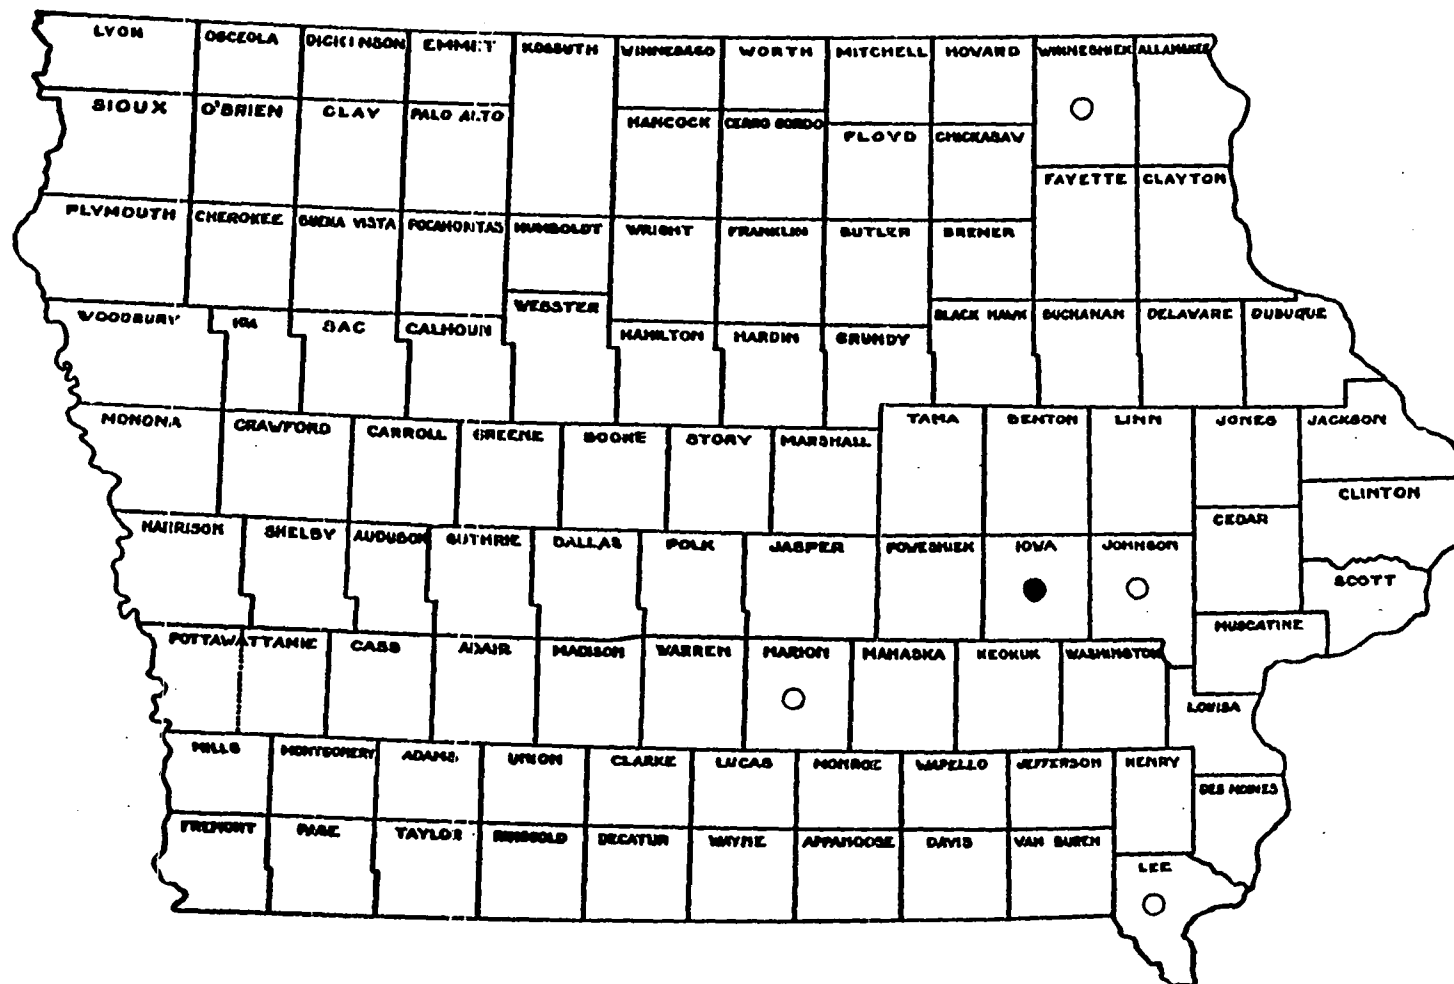 LYON OSCEOLA DICKINSON EMMET KOSSUTH WINNEBAGO WORTH MITCHELL HOWARD WINNESHIEK ALLAMAKEE
SIOUX O'BRIEN CLAY PALO ALTO HANCOCK CERRO GORDO FLOYD CHICKASAW
FAYETTE CLAYTON
PLYMOUTH CHEROKEE BUENA VISTA POCAHONTAS HUMBOLDT WRIGHT FRANKLIN BUTLER BREMER
WOODBURY IDA SAC CALHOUN WEBSTER HAMILTON HARDIN GRUNDY BLACK HAWK BUCHANAN DELAWARE DUBUQUE
MONONA CRAWFORD CARROLL GREENE BOONE STORY MARSHALL TAMA BENTON LINN JONES JACKSON
CLINTON
CEDAR
HARRISON SHELBY AUDUBON GUTHRIE DALLAS POLK JASPER POWESHIEK IOWA JOHNSON
SCOTT
MUSCATINE
POTTAWATTAMIE CASS ADAIR MADISON WARREN MARION MAHASKA KEOKUK WASHINGTON
LOUISA
MILLS MONTGOMERY ADAMS UNION CLARKE LUCAS MONROE WAPELLO JEFFERSON HENRY
DES MOINES
FREMONT PAGE TAYLOR RINGGOLD DECATUR WAYNE APPANOOSE DAVIS VAN BUREN
LEE